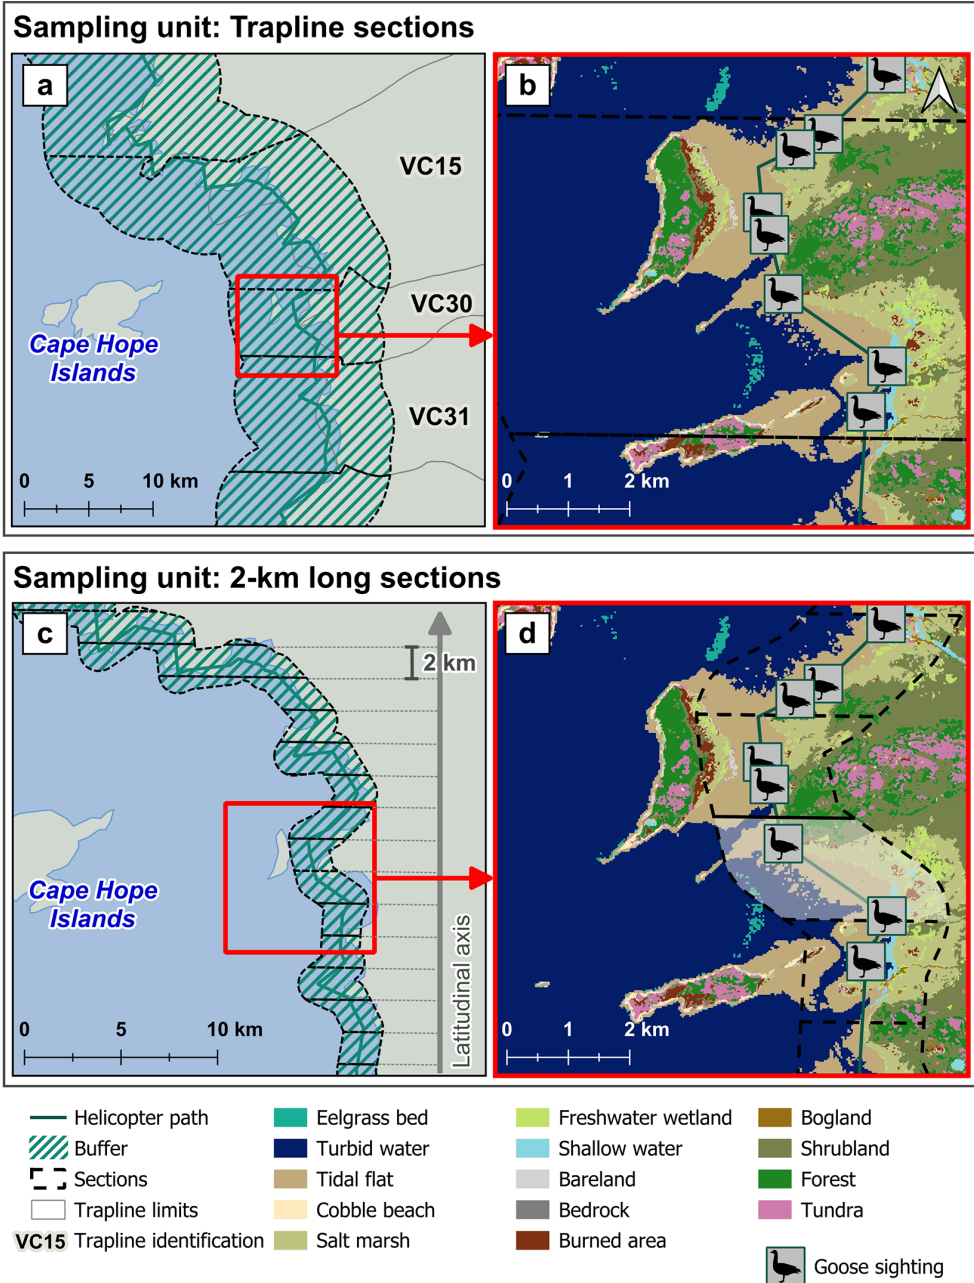 Sampling unit: Trapline sections
a
VC15
VC30
VC31
Cape Hope
Islands
0 5 10 km
b
0 1 2 km
Sampling unit: 2-km long sections
c
2 km
Latitudinal axis
Cape Hope
Islands
0 5 10 km
d
0 1 2 km
Helicopter path
Buffer
Sections
Trapline limits
VC15 Trapline identification
Eelgrass bed
Turbid water
Tidal flat
Cobble beach
Salt marsh
Freshwater wetland
Shallow water
Bareland
Bedrock
Burned area
Bogland
Shrubland
Forest
Tundra
Goose sighting